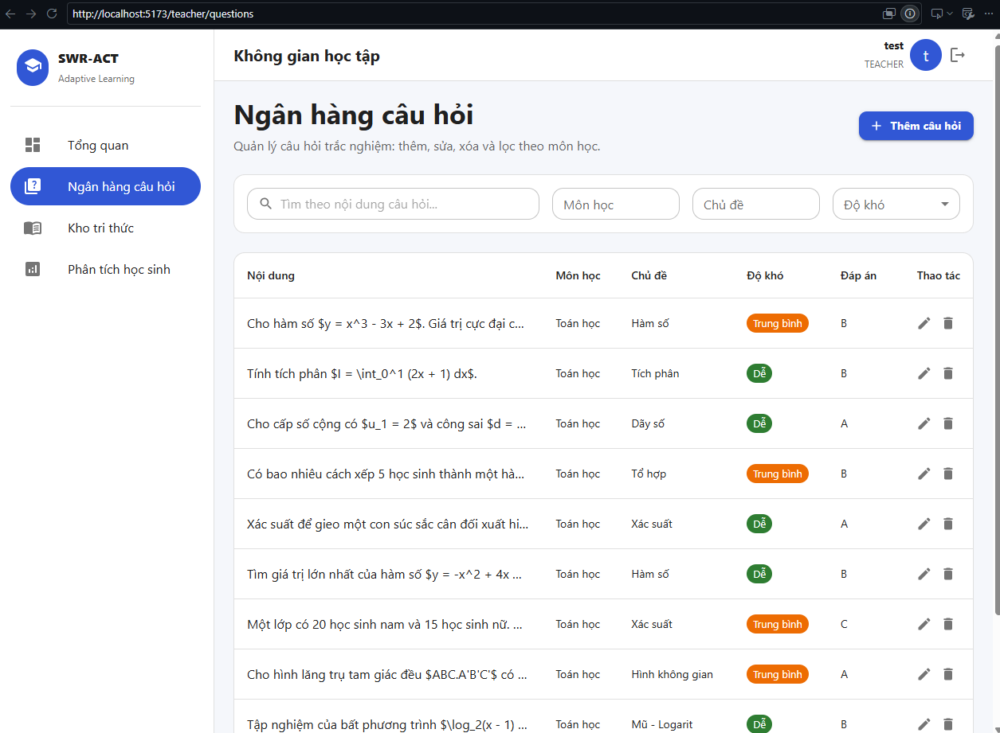 http://localhost:5173/teacher/questions
SWR-ACT
Adaptive Learning
Không gian học tập
test
TEACHER
t
Tổng quan
Ngân hàng câu hỏi
Kho tri thức
Phân tích học sinh
Ngân hàng câu hỏi
Quản lý câu hỏi trắc nghiệm: thêm, sửa, xóa và lọc theo môn học.
+ Thêm câu hỏi
Tìm theo nội dung câu hỏi... Môn học Chủ đề Độ khó
Nội dung Môn học Chủ đề Độ khó Đáp án Thao tác
Cho hàm số $y = x^3 - 3x + 2$. Giá trị cực đại c... Toán học Hàm số Trung bình B
Tính tích phân $I = \int_0^1 (2x + 1) dx$. Toán học Tích phân Dễ B
Cho cấp số cộng có $u_1 = 2$ và công sai $d = ... Toán học Dãy số Dễ A
Có bao nhiêu cách xếp 5 học sinh thành một hà... Toán học Tổ hợp Trung bình B
Xác suất để gieo một con súc sắc cân đối xuất hi... Toán học Xác suất Dễ A
Tìm giá trị lớn nhất của hàm số $y = -x^2 + 4x ... Toán học Hàm số Dễ B
Một lớp có 20 học sinh nam và 15 học sinh nữ. ... Toán học Xác suất Trung bình C
Cho hình lăng trụ tam giác đều $ABC.A'B'C'$ có ... Toán học Hình không gian Trung bình A
Tập nghiệm của bất phương trình $\log_2(x - 1) ... Toán học Mũ - Logarit Dễ B